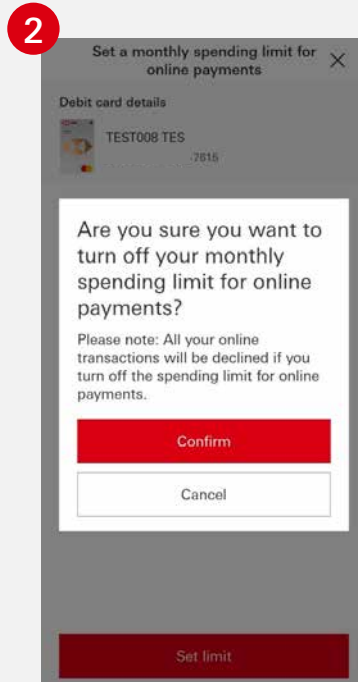 2
Set a monthly spending limit for
online payments
Debit card details
TEST008 TES
-7815
Are you sure you want to
turn off your monthly
spending limit for online
payments?
Please note: All your online
transactions will be declined if you
turn off the spending limit for online
payments.
Confirm
Cancel
Set limit